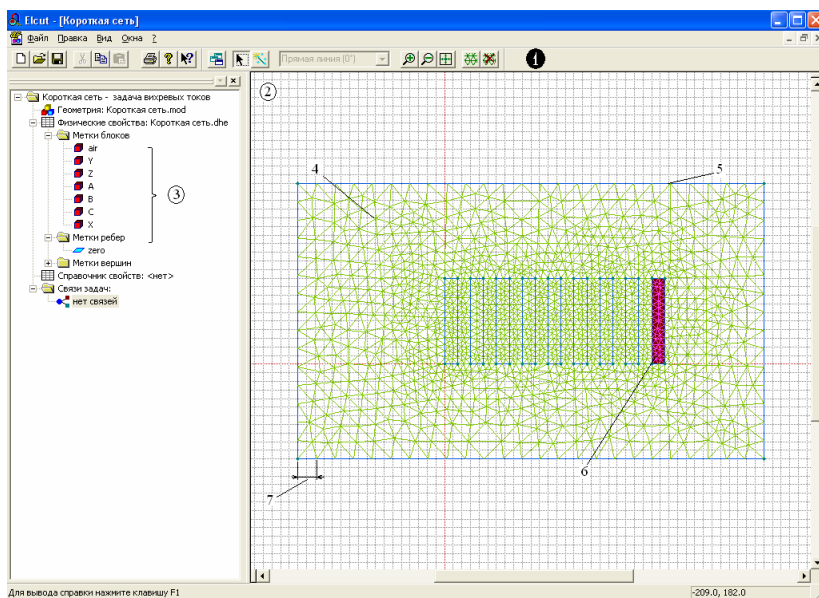 Elcut - [Короткая сеть]
Файл Правка Вид Окна ?
Прямая линия (0°)
1
Короткая сеть - задача вихревых токов
Геометрия: Короткая сеть.mod
Физические свойства: Короткая сеть.dhe
Метки блоков
air
Y
Z
A
B
C
X
3
Метки ребер
zero
Метки вершин
Справочник свойств: <нет>
Связи задач:
нет связей
2
4
5
6
7
Для вывода справки нажмите клавишу F1
-209.0, 182.0